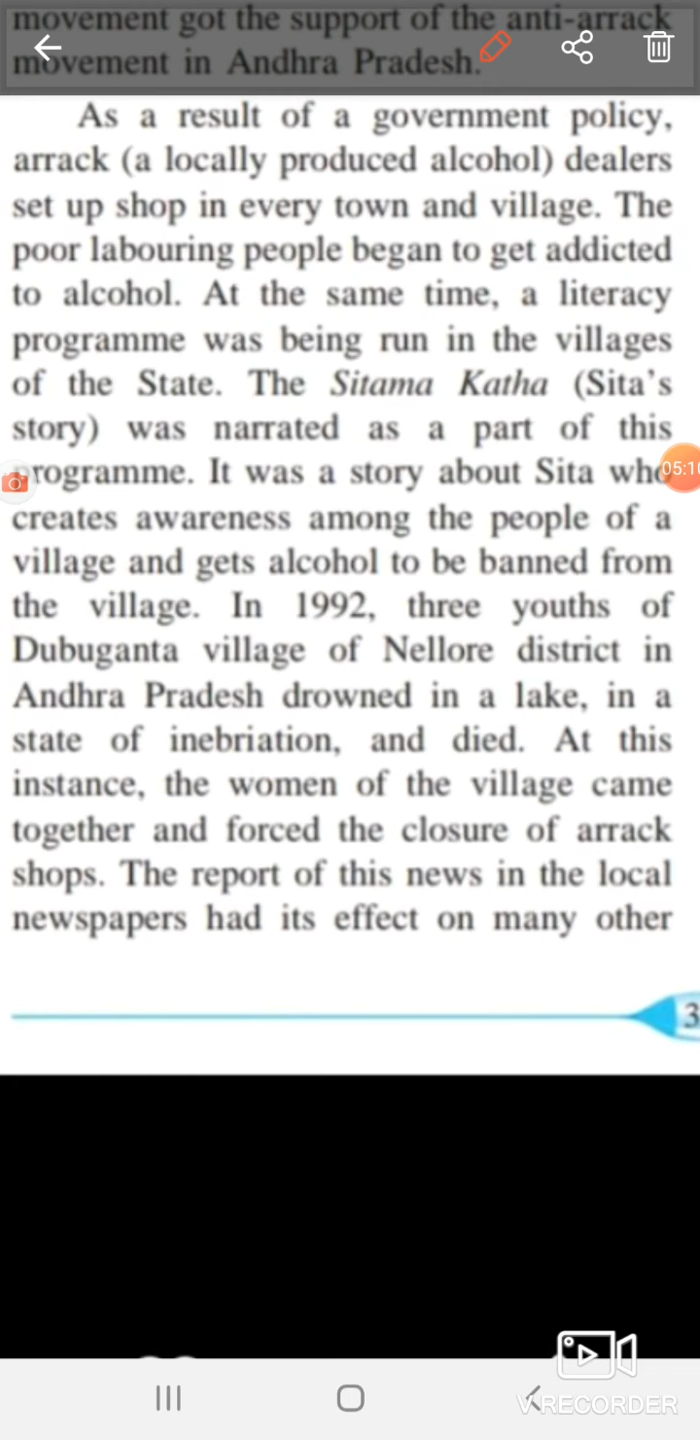 movement got the support of the anti-arrack
movement in Andhra Pradesh.
As a result of a government policy,
arrack (a locally produced alcohol) dealers
set up shop in every town and village. The
poor labouring people began to get addicted
to alcohol. At the same time, a literacy
programme was being run in the villages
of the State. The Sitama Katha (Sita's
story) was narrated as a part of this
programme. It was a story about Sita who
05:10
creates awareness among the people of a
village and gets alcohol to be banned from
the village. In 1992, three youths of
Dubuganta village of Nellore district in
Andhra Pradesh drowned in a lake, in a
state of inebriation, and died. At this
instance, the women of the village came
together and forced the closure of arrack
shops. The report of this news in the local
newspapers had its effect on many other
3
V RECORDER